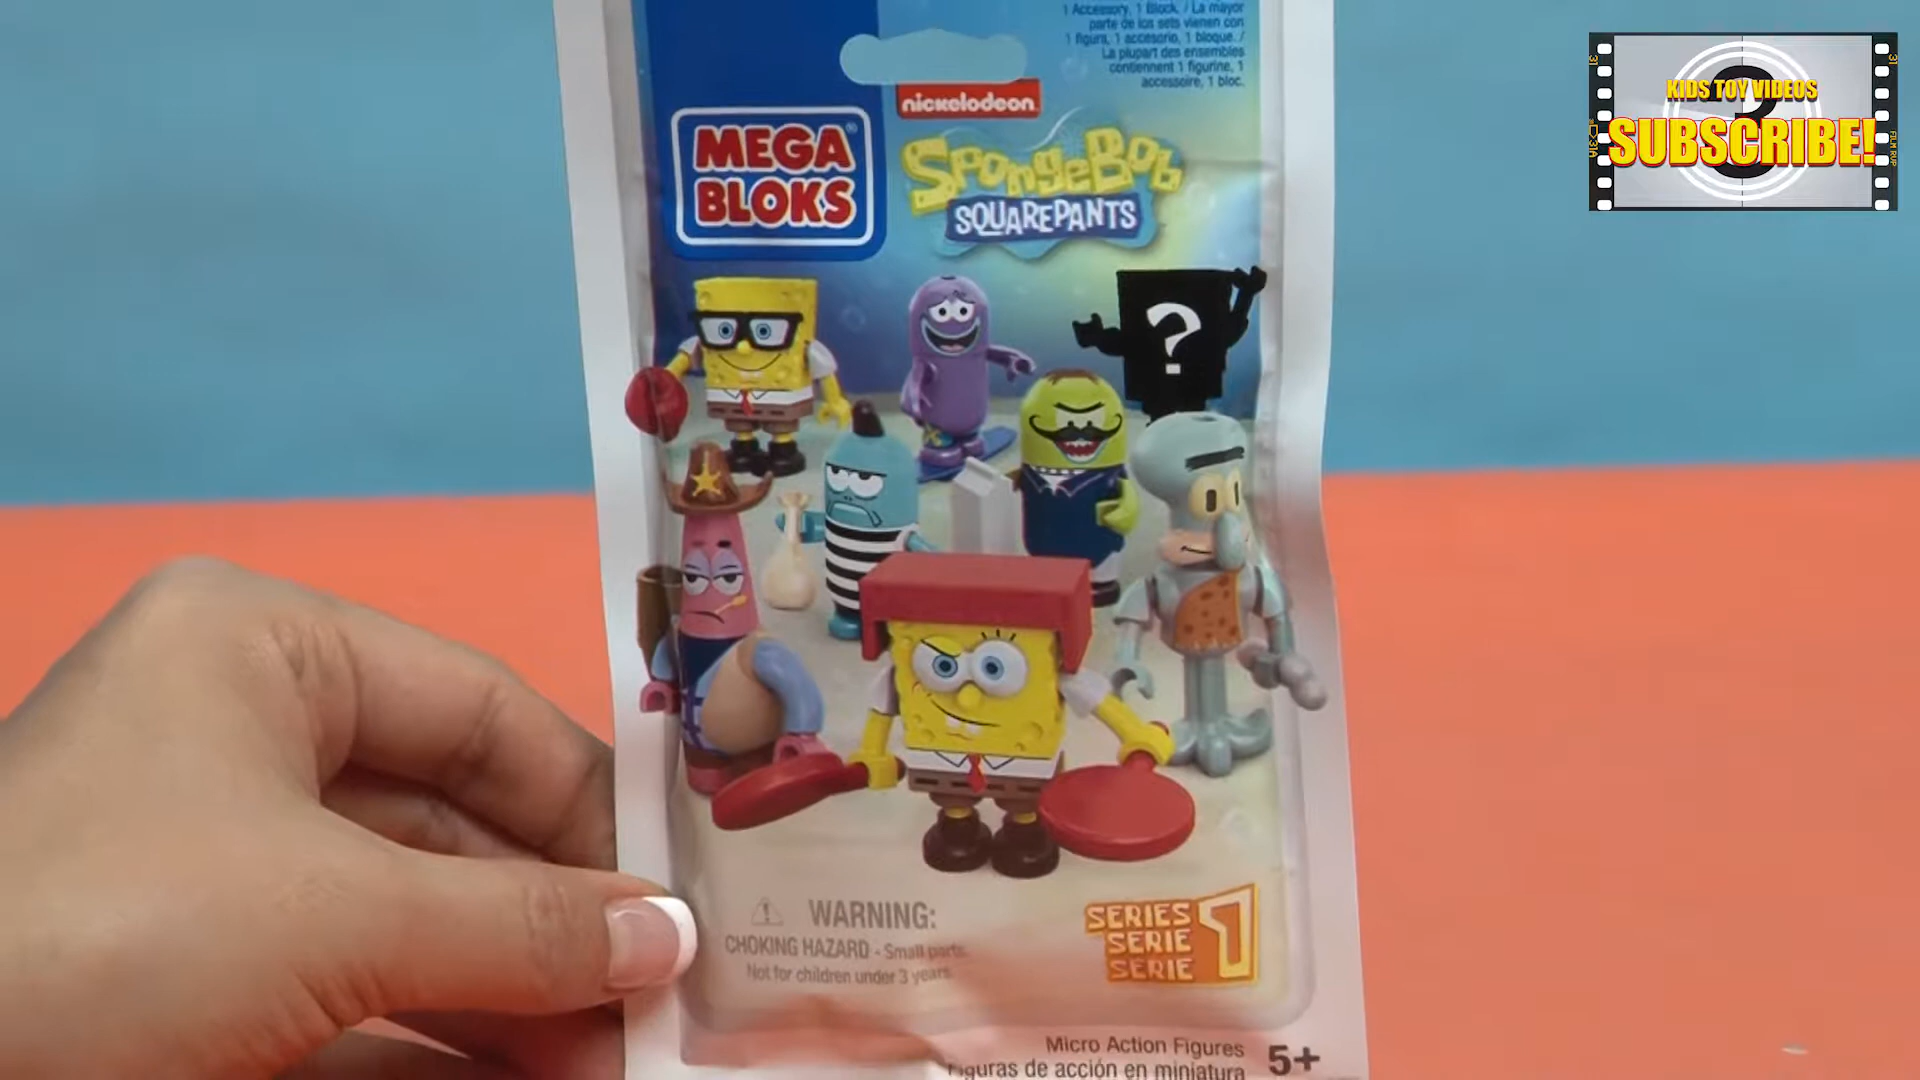 1 Accessory, 1 Block. / La mayor
parte de los sets vienen con
1 figura, 1 accesorio, 1 bloque. /
La plupart des ensembles
contiennent 1 figurine, 1
accessoire, 1 bloc.
nickelodeon
MEGA
BLOKS®
SpongeBob
SQUAREPANTS
?
WARNING:
CHOKING HAZARD - Small parts.
Not for children under 3 years.
SERIES
SERIE
SERIE
1
Micro Action Figures
Figuras de acción en miniatura
5+
KIDS TOY VIDEOS
SUBSCRIBE!
3